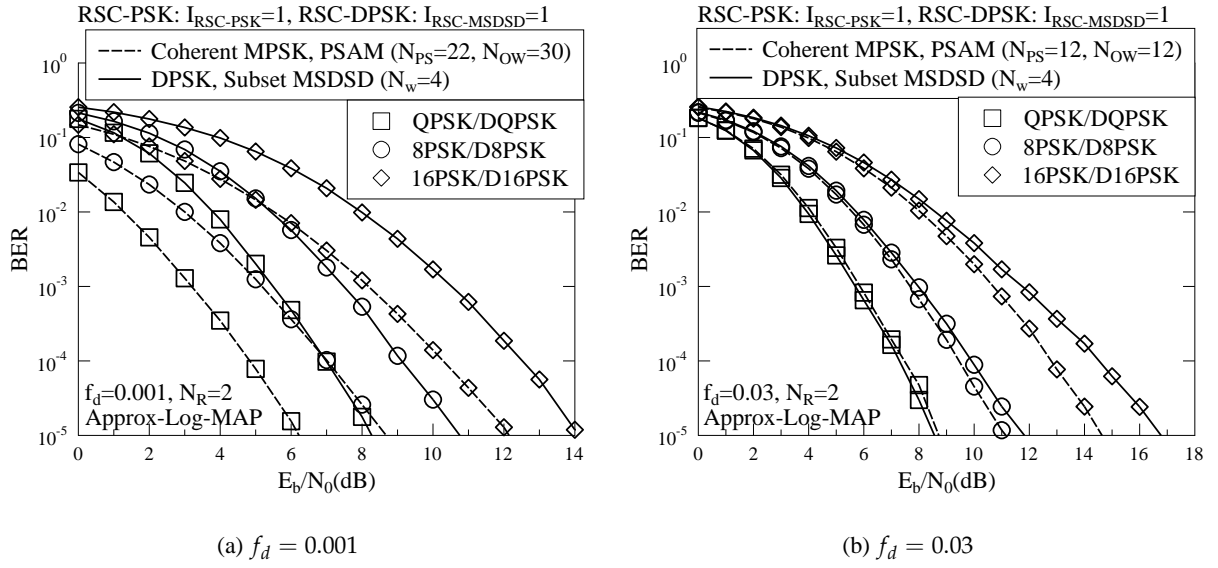 RSC-PSK: I_RSC-PSK=1, RSC-DPSK: I_RSC-MSDSD=1
Coherent MPSK, PSAM (N_PS=22, N_OW=30)
DPSK, Subset MSDSD (N_w=4)
QPSK/DQPSK
8PSK/D8PSK
16PSK/D16PSK
10^0
10^-1
10^-2
10^-3
10^-4
10^-5
BER
f_d=0.001, N_R=2
Approx-Log-MAP
0 2 4 6 8 10 12 14
E_b/N_0(dB)
(a) f_d = 0.001
RSC-PSK: I_RSC-PSK=1, RSC-DPSK: I_RSC-MSDSD=1
Coherent MPSK, PSAM (N_PS=12, N_OW=12)
DPSK, Subset MSDSD (N_w=4)
QPSK/DQPSK
8PSK/D8PSK
16PSK/D16PSK
10^0
10^-1
10^-2
10^-3
10^-4
10^-5
BER
f_d=0.03, N_R=2
Approx-Log-MAP
0 2 4 6 8 10 12 14 16 18
E_b/N_0(dB)
(b) f_d = 0.03